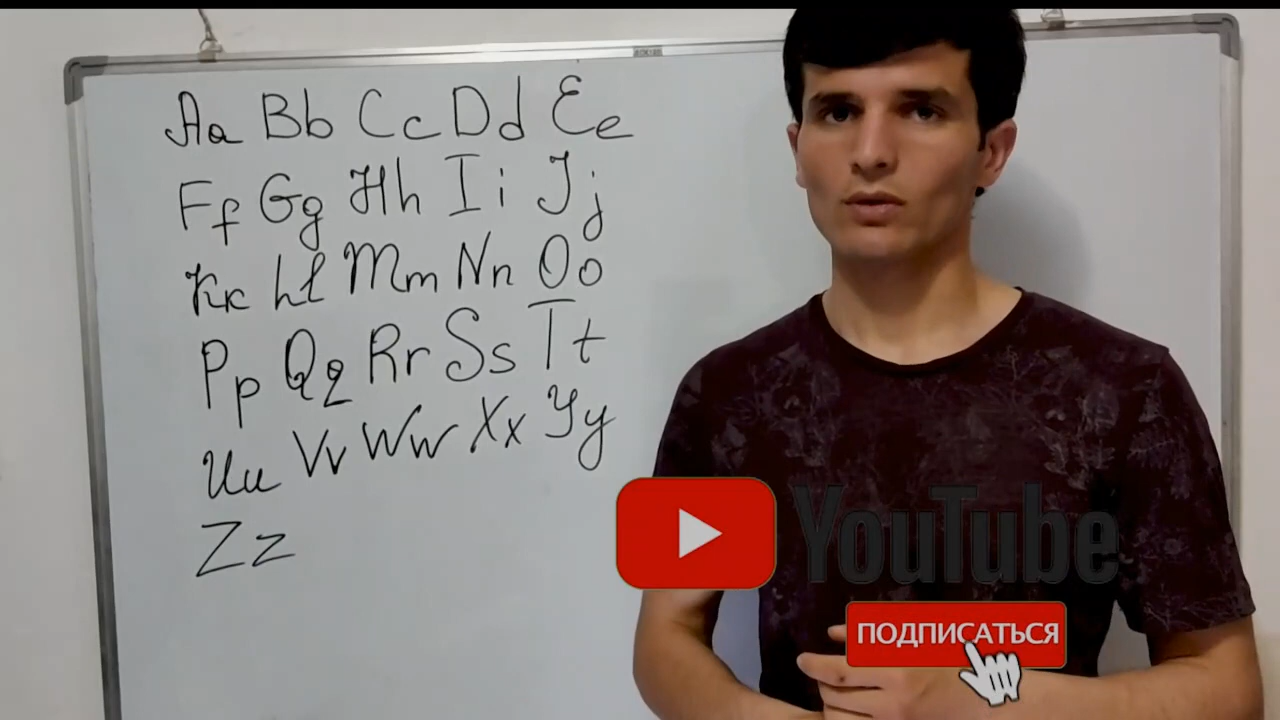 Aa Bb Cc Dd Ee
Ff Gg Hh Ii Jj
Kk Ll Mm Nn Oo
Pp Qq Rr Ss Tt
Uu Vv Ww Xx Yy
Zz
YouTube
ПОДПИСАТЬСЯ